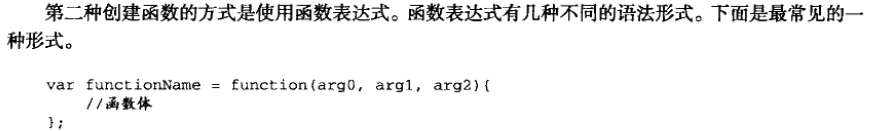 第二种创建函数的方式是使用函数表达式。函数表达式有几种不同的语法形式。下面是最常见的一
种形式。
var functionName = function(arg0, arg1, arg2){
//函数体
};